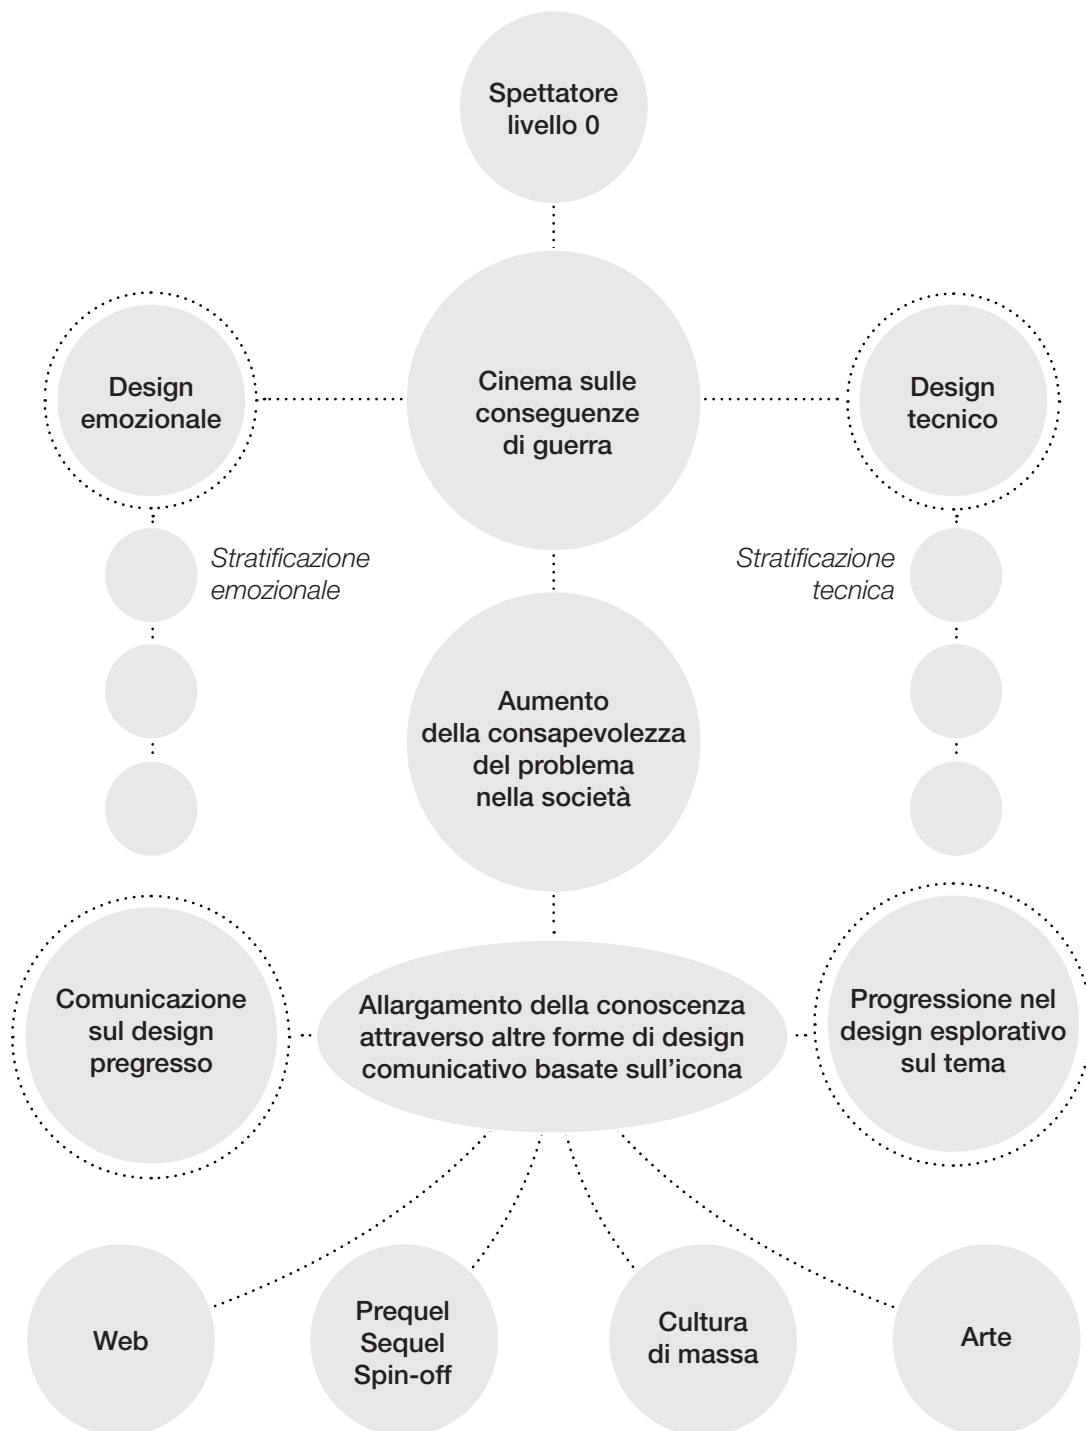 Spettatore
livello 0
Design
emozionale
Cinema sulle
conseguenze
di guerra
Design
tecnico
Stratificazione
emozionale
Stratificazione
tecnica
Aumento
della consapevolezza
del problema
nella società
Comunicazione
sul design
pregresso
Allargamento della conoscenza
attraverso altre forme di design
comunicativo basate sull’icona
Progressione nel
design esplorativo
sul tema
Web
Prequel
Sequel
Spin-off
Cultura
di massa
Arte